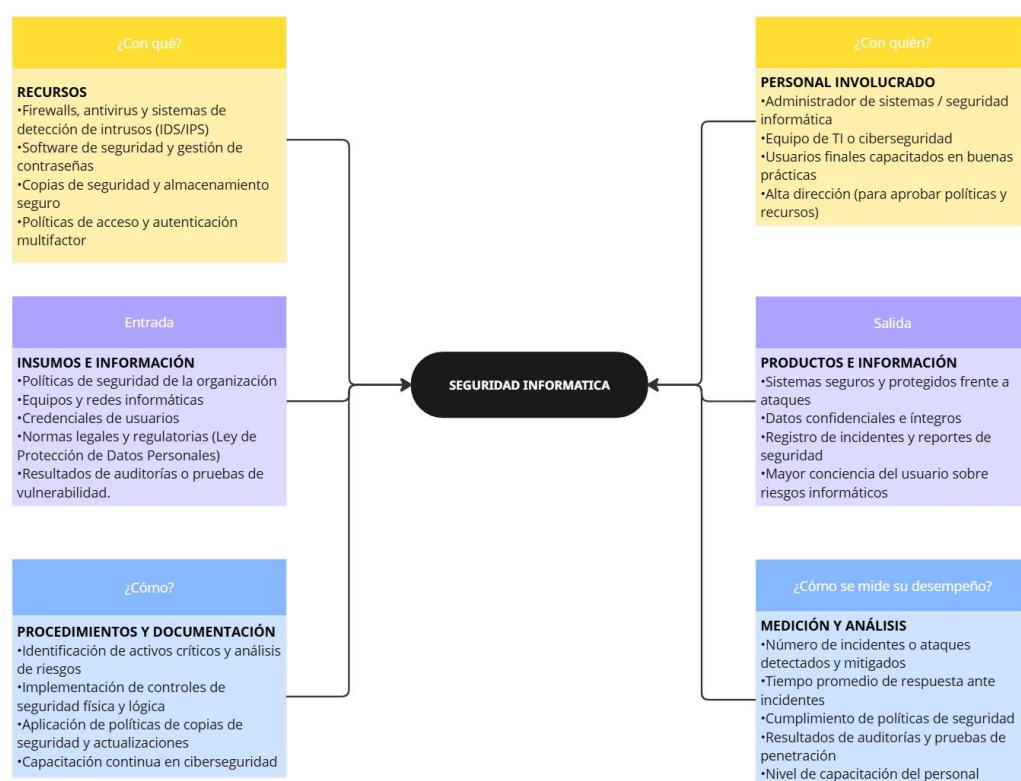 ¿Con qué?
RECURSOS
•Firewalls, antivirus y sistemas de
detección de intrusos (IDS/IPS)
•Software de seguridad y gestión de
contraseñas
•Copias de seguridad y almacenamiento
seguro
•Políticas de acceso y autenticación
multifactor
¿Con quién?
PERSONAL INVOLUCRADO
•Administrador de sistemas / seguridad
informática
•Equipo de TI o ciberseguridad
•Usuarios finales capacitados en buenas
prácticas
•Alta dirección (para aprobar políticas y
recursos)
Entrada
INSUMOS E INFORMACIÓN
•Políticas de seguridad de la organización
•Equipos y redes informáticas
•Credenciales de usuarios
•Normas legales y regulatorias (Ley de
Protección de Datos Personales)
•Resultados de auditorías o pruebas de
vulnerabilidad.
SEGURIDAD INFORMATICA
Salida
PRODUCTOS E INFORMACIÓN
•Sistemas seguros y protegidos frente a
ataques
•Datos confidenciales e íntegros
•Registro de incidentes y reportes de
seguridad
•Mayor conciencia del usuario sobre
riesgos informáticos
¿Cómo?
PROCEDIMIENTOS Y DOCUMENTACIÓN
•Identificación de activos críticos y análisis
de riesgos
•Implementación de controles de
seguridad física y lógica
•Aplicación de políticas de copias de
seguridad y actualizaciones
•Capacitación continua en ciberseguridad
¿Cómo se mide su desempeño?
MEDICIÓN Y ANÁLISIS
•Número de incidentes o ataques
detectados y mitigados
•Tiempo promedio de respuesta ante
incidentes
•Cumplimiento de políticas de seguridad
•Resultados de auditorías y pruebas de
penetración
•Nivel de capacitación del personal